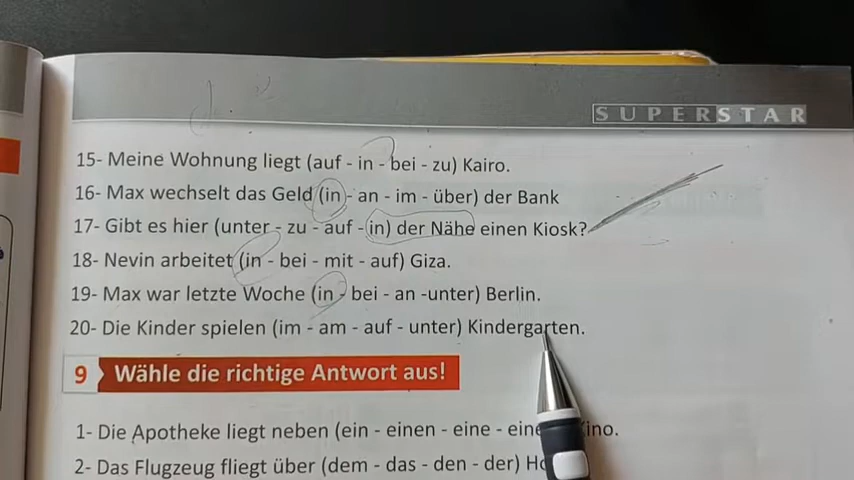 SUPERSTAR
15- Meine Wohnung liegt (auf - in - bei - zu) Kairo.
16- Max wechselt das Geld (in - an - im - über) der Bank
17- Gibt es hier (unter - zu - auf - in) der Nähe einen Kiosk?
18- Nevin arbeitet (in - bei - mit - auf) Giza.
19- Max war letzte Woche (in - bei - an -unter) Berlin.
20- Die Kinder spielen (im - am - auf - unter) Kindergarten.
9 Wähle die richtige Antwort aus!
1- Die Apotheke liegt neben (ein - einen - eine -
2- Das Flugzeug fliegt über (dem - das - den - der)